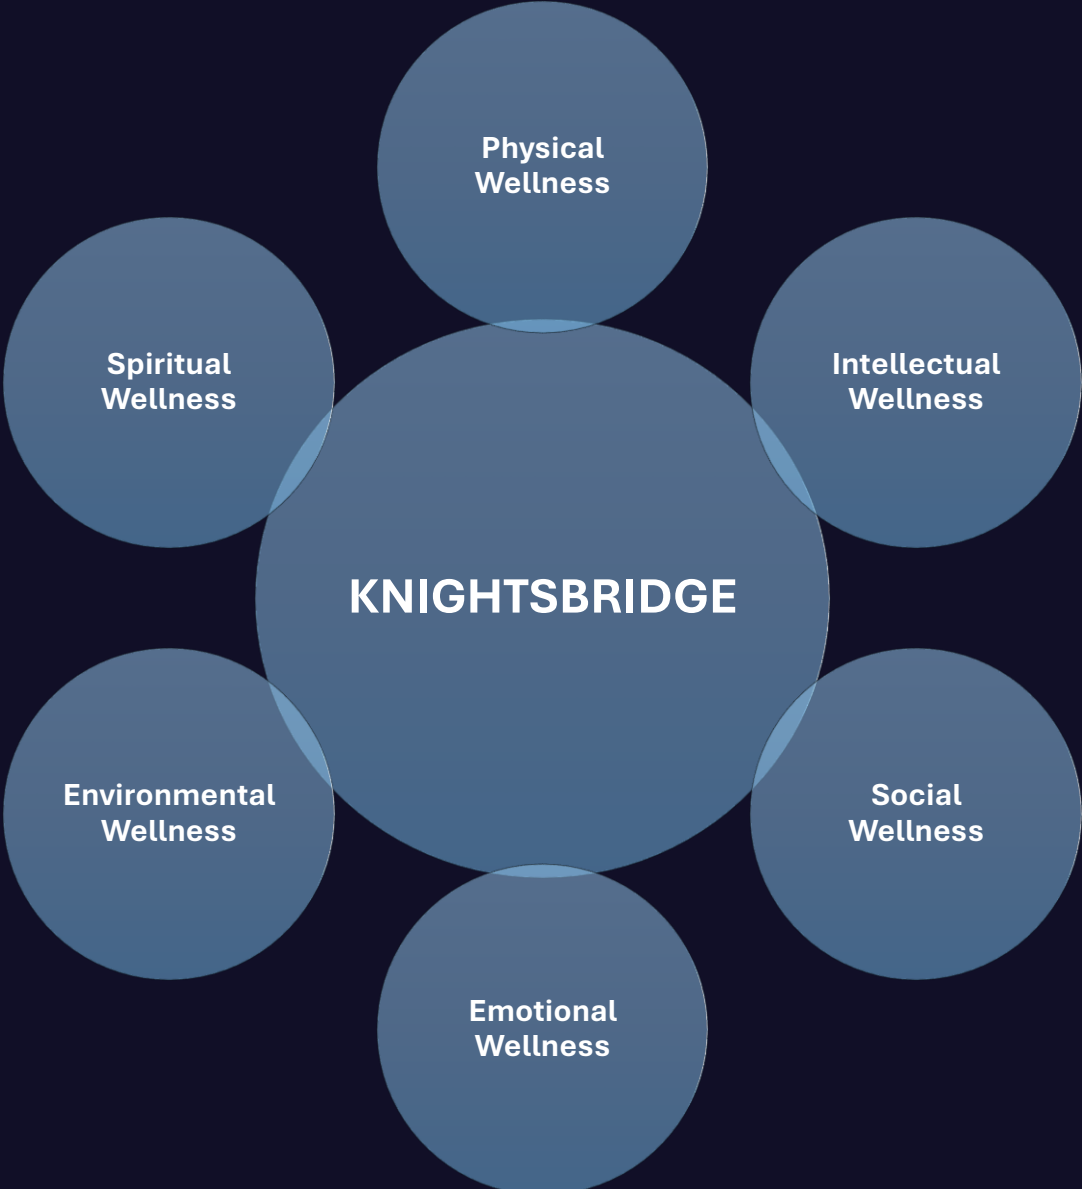 Physical
Wellness
Spiritual
Wellness
Intellectual
Wellness
KNIGHTSBRIDGE
Environmental
Wellness
Social
Wellness
Emotional
Wellness